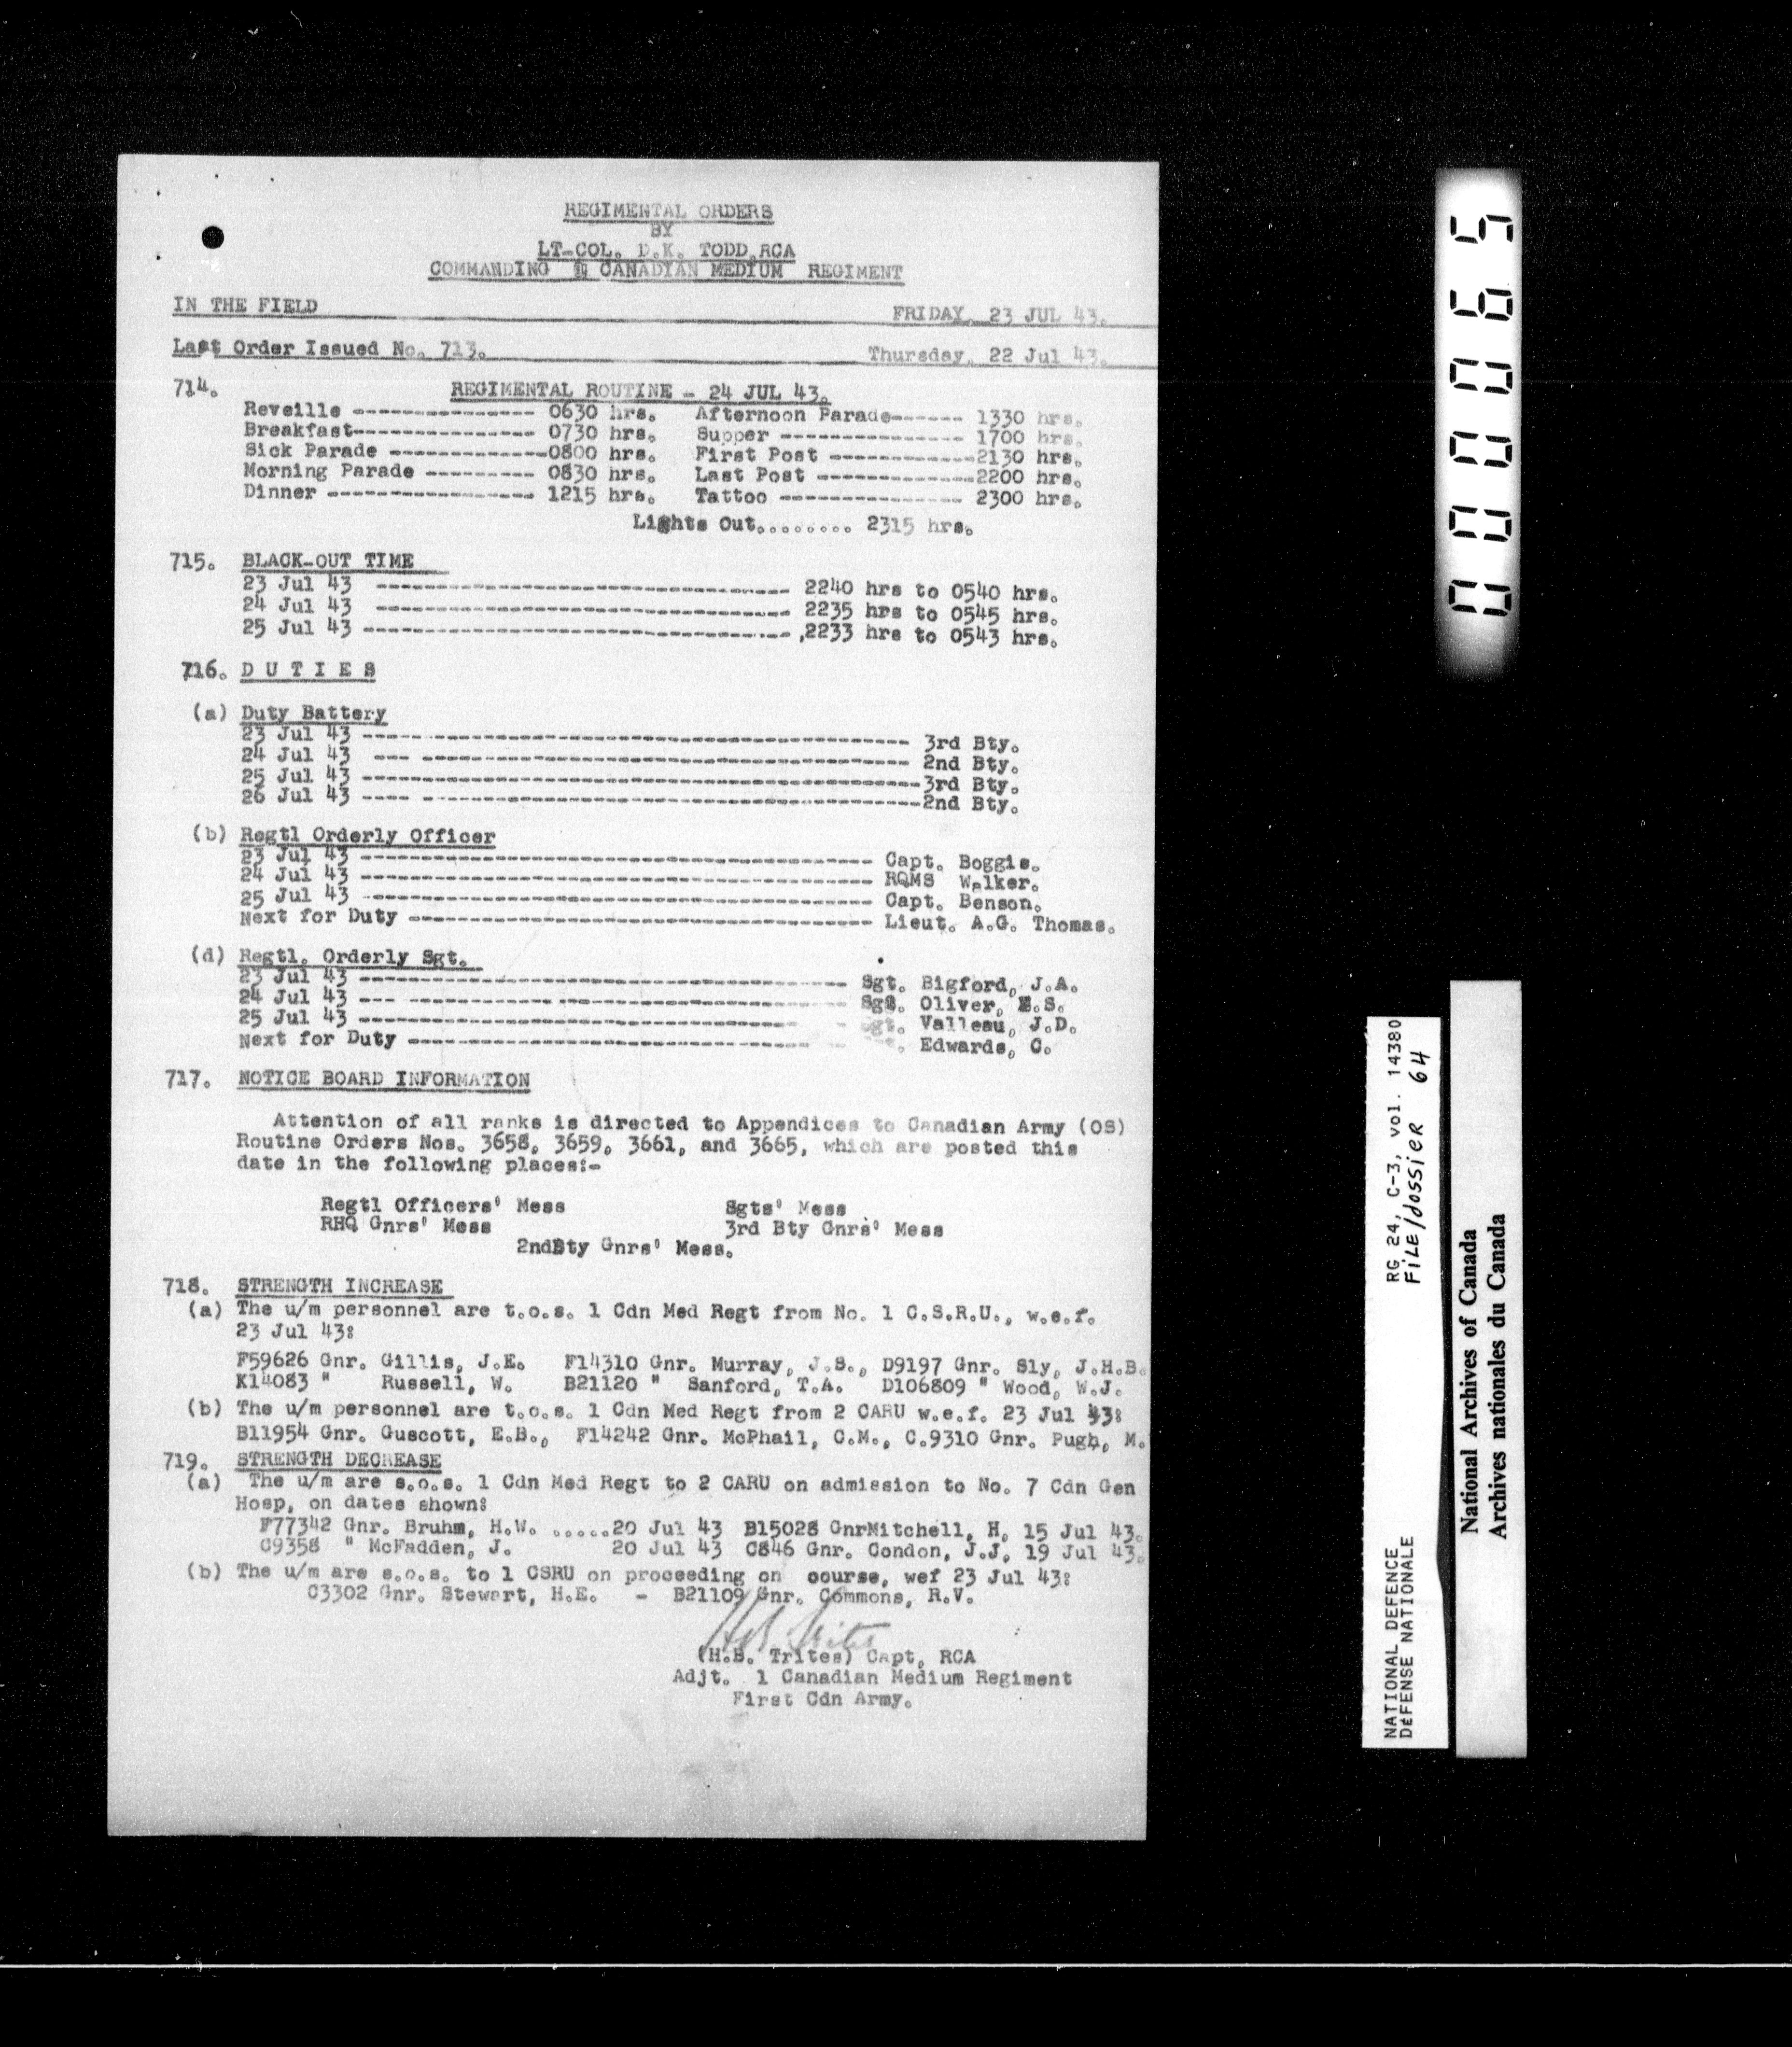 REGIMENTAL ORDERS
BY
LT-COL. D.K. TODD,RCA
COMMANDING CANADIAN MEDIUM REGIMENT
IN THE FIELD FRIDAY, 23 JUL 43.
Last Order Issued No. 713. Thursday, 22 Jul 43.
714. REGIMENTAL ROUTINE - 24 JUL 43.
Reveille ---------------- 0630 hrs. Afternoon Parade------ 1330 hrs.
Breakfast---------------- 0730 hrs. Supper --------------- 1700 hrs.
Sick Parade --------------0800 hrs. First Post ------------2130 hrs.
Morning Parade ---------- 0830 hrs. Last Post -------------2200 hrs.
Dinner ------------------ 1215 hrs. Tattoo --------------- 2300 hrs.
Lights Out........ 2315 hrs.
715. BLACK-OUT TIME
23 Jul 43 ---------------------------------------- 2240 hrs to 0540 hrs.
24 Jul 43 ---------------------------------------- 2235 hrs to 0545 hrs.
25 Jul 43 -----------------------------------------,2233 hrs to 0543 hrs.
716. D U T I E S
(a) Duty Battery
23 Jul 43 ----------------------------------------------------- 3rd Bty.
24 Jul 43 --- ----------------------------------------------- 2nd Bty.
25 Jul 43 ------------------------------------------------------3rd Bty.
26 Jul 43 ---- ------------------------------------------------2nd Bty.
(b) Regtl Orderly Officer
23 Jul 43 -------------------------------------------------- Capt. Boggis.
24 Jul 43 -------------------------------------------------- RQMS Walker.
25 Jul 43 -------------------------------------------------- Capt. Benson.
Next for Duty --------------------------------------------- Lieut. A.G. Thomas.
(d) Regtl. Orderly Sgt.
23 Jul 43 ----------------------------------------------- Sgt. Bigford, J.A.
24 Jul 43 --- ------------------------------------------- Sgt. Oliver, E.S.
25 Jul 43 ------------------------------------------ - Sgt. Valleau, J.D.
Next for Duty --------------------------------------- Edwards, C.
717. NOTICE BOARD INFORMATION
Attention of all ranks is directed to Appendices to Canadian Army (OS)
Routine Orders Nos. 3658, 3659, 3661, and 3665, which are posted this
date in the following places:-
Regtl Officers' Mess Sgts' Mess
RHQ Gnrs' Mess 3rd Bty Gnrs' Mess
2ndBty Gnrs' Mess.
718. STRENGTH INCREASE
(a) The u/m personnel are t.o.s. 1 Cdn Med Regt from No. 1 C.S.R.U., w.e.f.
23 Jul 43:
F59626 Gnr. Gillis, J.E. F14310 Gnr. Murray, J.S., D9197 Gnr. Sly, J.H.B.
K14083 " Russell, W. B21120 " Sanford, T.A. D106809 " Wood, W.J.
(b) The u/m personnel are t.o.s. 1 Cdn Med Regt from 2 CARU w.e.f. 23 Jul 43:
B11954 Gnr. Guscott, E.B., F14242 Gnr. McPhail, C.M., C.9310 Gnr. Pugh, M.
719. STRENGTH DECREASE
(a) The u/m are s.o.s. 1 Cdn Med Regt to 2 CARU on admission to No. 7 Cdn Gen
Hosp, on dates shown:
F77342 Gnr. Bruhm, H.W. .....20 Jul 43 B15028 GnrMitchell, H, 15 Jul 43.
C9358 " McFadden, J. 20 Jul 43 C846 Gnr. Condon, J.J, 19 Jul 43.
(b) The u/m are s.o.s. to 1 CSRU on proceeding on course, wef 23 Jul 43:
C3302 Gnr. Stewart, H.E. - B21109 Gnr. Commons, R.V.
(H.B. Trites) Capt, RCA
Adjt. 1 Canadian Medium Regiment
First Cdn Army.
000065
RG 24, C-3, vol. 14380
FiLE/dossieR 64
NATIONAL DEFENCE
DÉFENSE NATIONALE
National Archives of Canada
Archives nationales du Canada